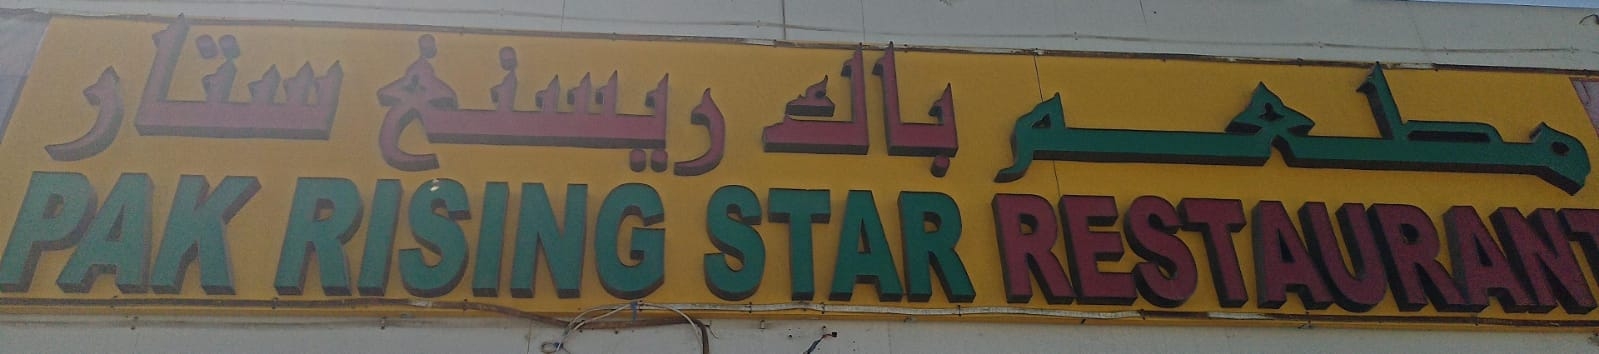 مطعم باك ريسنغ ستار
PAK RISING STAR RESTAURANT